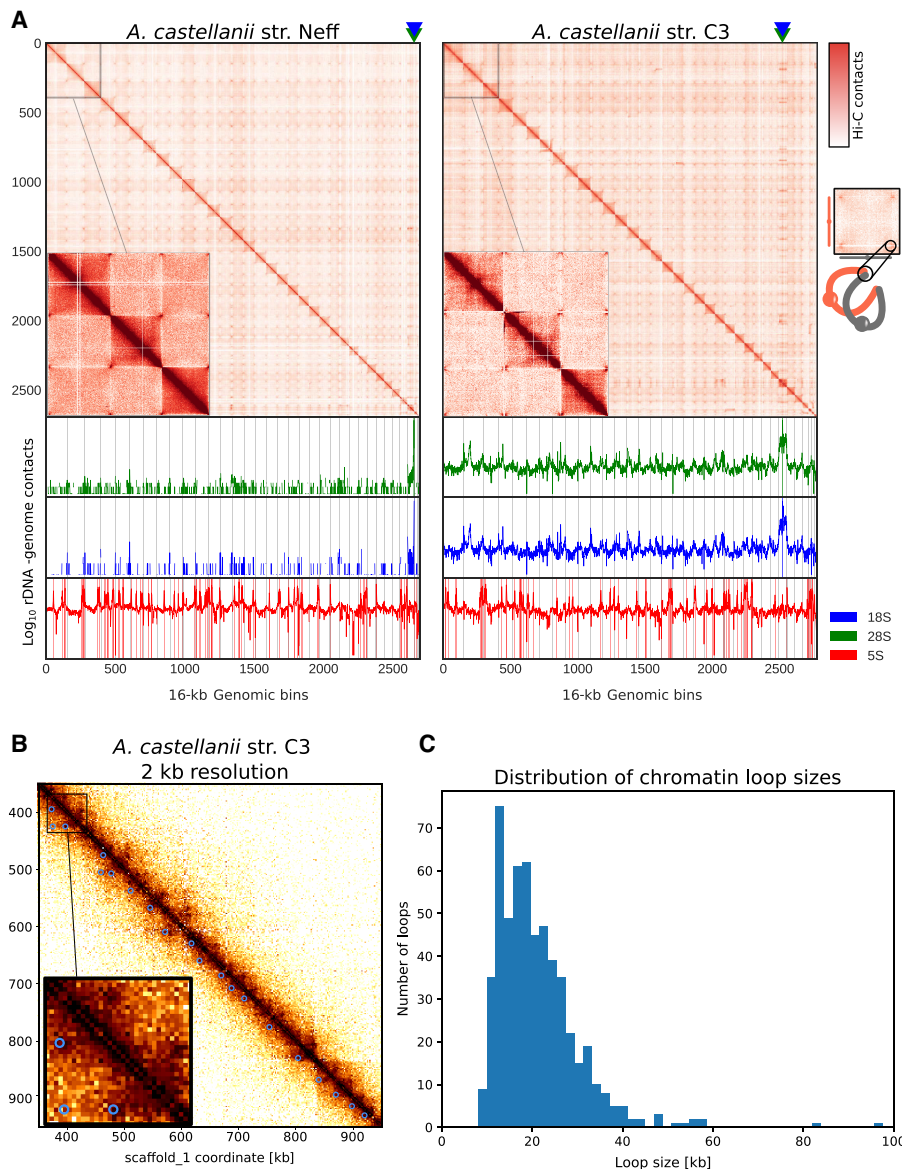 A
A. castellanii str. Neff
A. castellanii str. C3
0
500
1000
1500
2000
2500
Hi-C contacts
Log10 rDNA -genome contacts
0 500 1000 1500 2000 2500
0 500 1000 1500 2000 2500
16-kb Genomic bins
16-kb Genomic bins
18S
28S
5S
B
A. castellanii str. C3
2 kb resolution
400
500
600
700
800
900
400 500 600 700 800 900
scaffold_1 coordinate [kb]
C
Distribution of chromatin loop sizes
Number of loops
70
60
50
40
30
20
10
0
0 20 40 60 80 100
Loop size [kb]